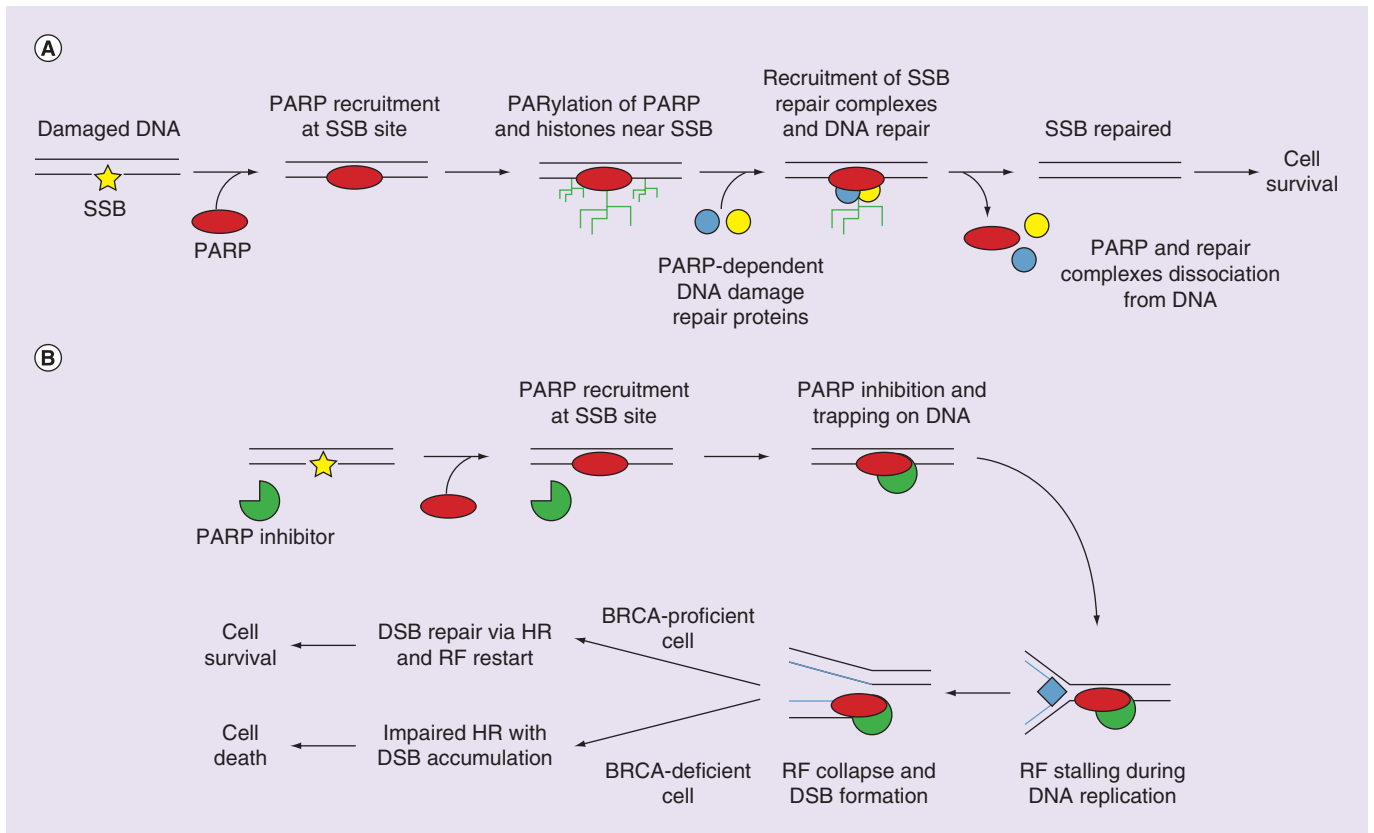 A
Damaged DNA
SSB
PARP
PARP recruitment
at SSB site
PARylation of PARP
and histones near SSB
PARP-dependent
DNA damage
repair proteins
Recruitment of SSB
repair complexes
and DNA repair
SSB repaired
PARP and repair
complexes dissociation
from DNA
Cell
survival
B
PARP inhibitor
PARP recruitment
at SSB site
PARP inhibition and
trapping on DNA
RF stalling during
DNA replication
RF collapse and
DSB formation
BRCA-proficient
cell
DSB repair via HR
and RF restart
Cell
survival
BRCA-deficient
cell
Impaired HR with
DSB accumulation
Cell
death